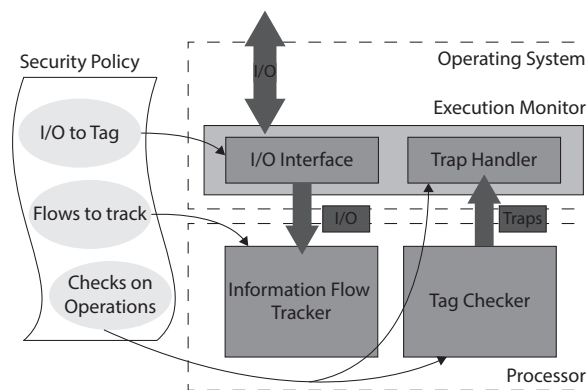 Security Policy
I/O
Operating System
Execution Monitor
I/O to Tag
I/O Interface
Trap Handler
Flows to track
I/O
Traps
Checks on
Operations
Information Flow
Tracker
Tag Checker
Processor